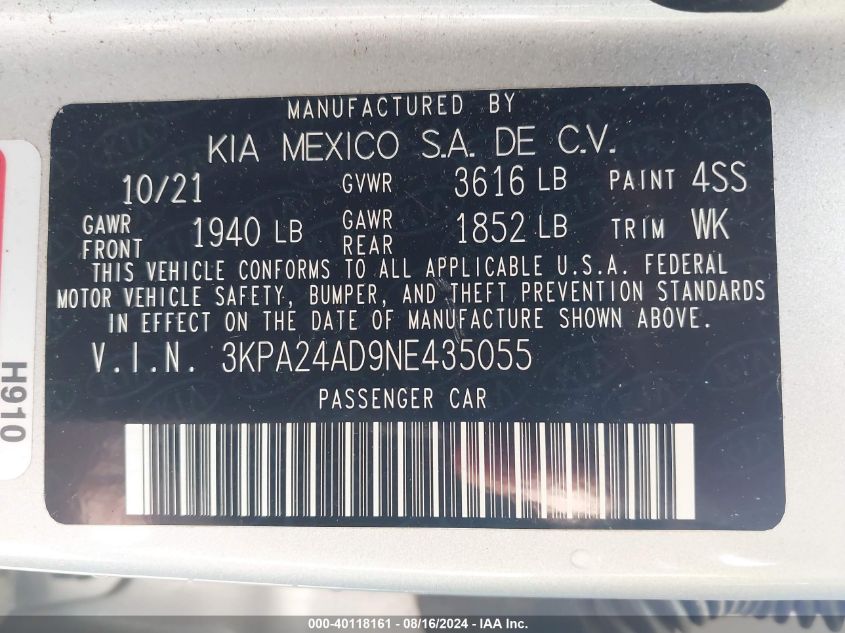 MANUFACTURED BY
KIA MEXICO S.A. DE C.V.
10/21 GVWR 3616 LB PAINT 4SS
GAWR FRONT 1940 LB GAWR REAR 1852 LB TRIM WK
THIS VEHICLE CONFORMS TO ALL APPLICABLE U.S.A. FEDERAL
MOTOR VEHICLE SAFETY, BUMPER, AND THEFT PREVENTION STANDARDS
IN EFFECT ON THE DATE OF MANUFACTURE SHOWN ABOVE.
V.I.N. 3KPA24AD9NE435055
PASSENGER CAR
H910
000-40118161 - 08/16/2024 - IAA Inc.